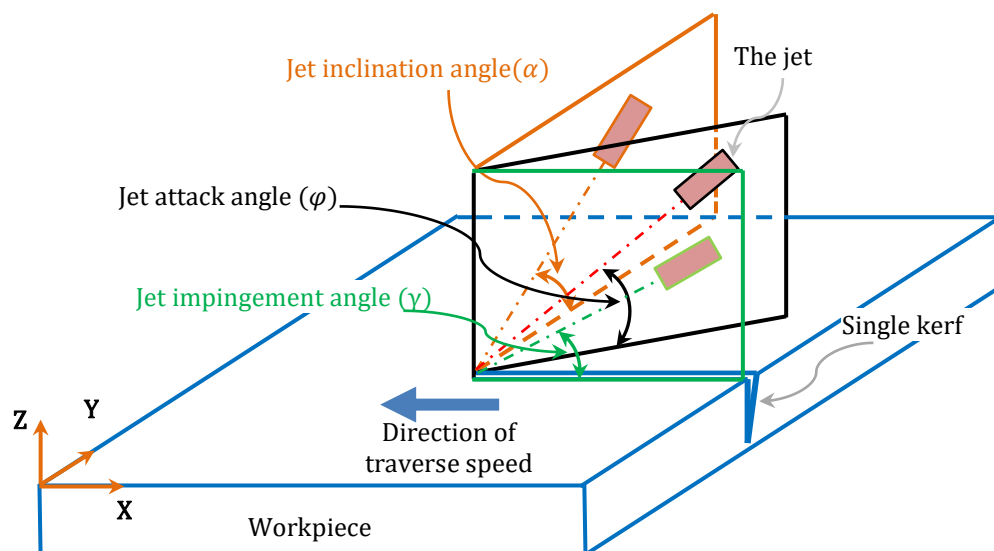 The jet
Jet inclination angle(α)
Jet attack angle (φ)
Jet impingement angle (γ)
Single kerf
Z
Y
Direction of
traverse speed
X
Workpiece